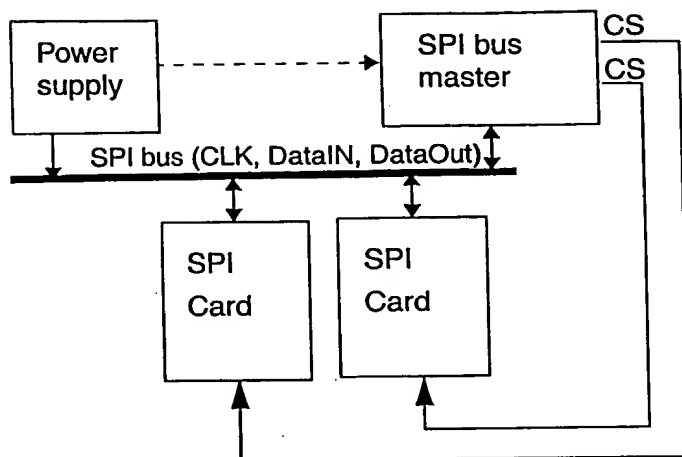 Power
supply
SPI bus
master
CS
CS
SPI bus (CLK, DataIN, DataOut)
SPI
Card
SPI
Card